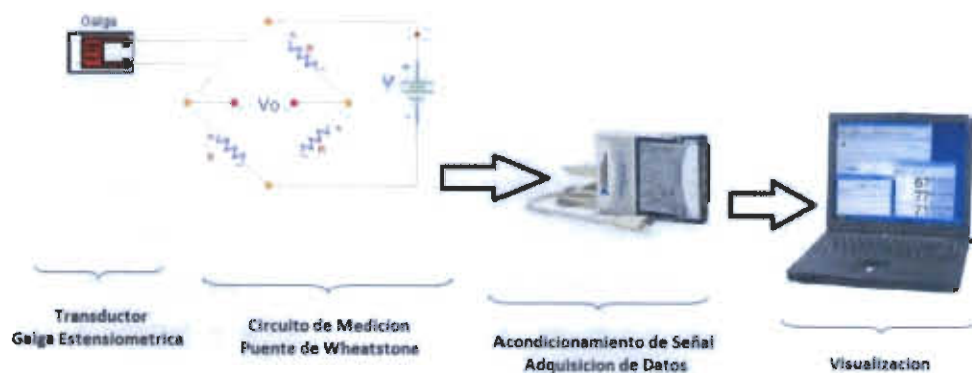 Galga
Vo
V
Transductor
Galga Estensiometrica
Circuito de Medicion
Puente de Wheatstone
Acondicionamiento de Señal
Adquisicion de Datos
Visualizacion